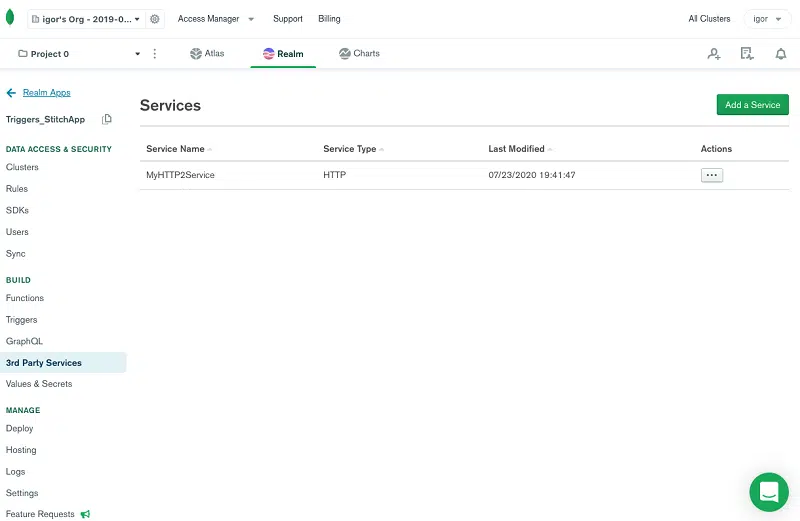 igor's Org - 2019-0...
Access Manager
Support
Billing
All Clusters
igor
Project 0
Atlas
Realm
Charts
Realm Apps
Triggers_StitchApp
DATA ACCESS & SECURITY
Clusters
Rules
SDKs
Users
Sync
BUILD
Functions
Triggers
GraphQL
3rd Party Services
Values & Secrets
MANAGE
Deploy
Hosting
Logs
Settings
Feature Requests
Services
Add a Service
Service Name
Service Type
Last Modified
Actions
MyHTTP2Service
HTTP
07/23/2020 19:41:47